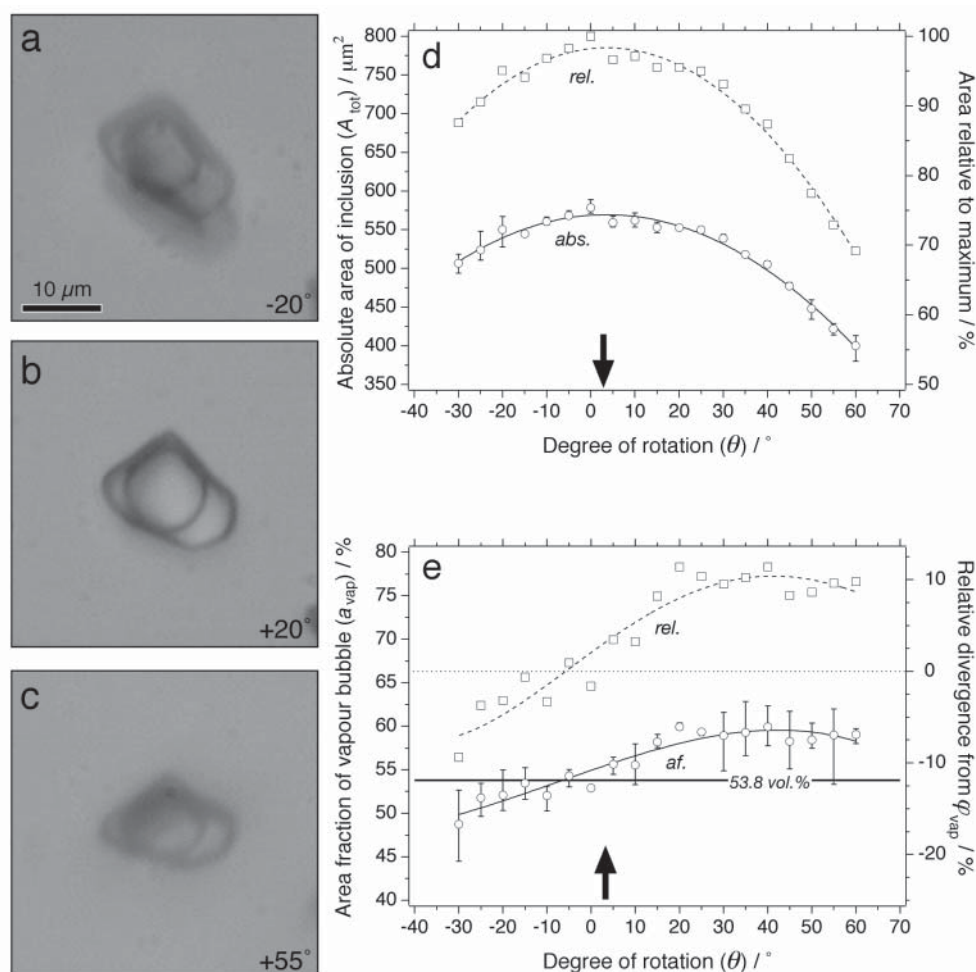 a
10 µm
-20°
b
+20°
c
+55°
d
Absolute area of inclusion (A_tot) / µm²
800
750
700
650
600
550
500
450
400
350
rel.
abs.
100
90
80
70
60
50
Area relative to maximum / %
-40 -30 -20 -10 0 10 20 30 40 50 60 70
Degree of rotation (θ) / °
e
Area fraction of vapour bubble (a_vap) / %
80
75
70
65
60
55
50
45
40
rel.
af.
53.8 vol.%
10
0
-10
-20
Relative divergence from φ_vap / %
-40 -30 -20 -10 0 10 20 30 40 50 60 70
Degree of rotation (θ) / °